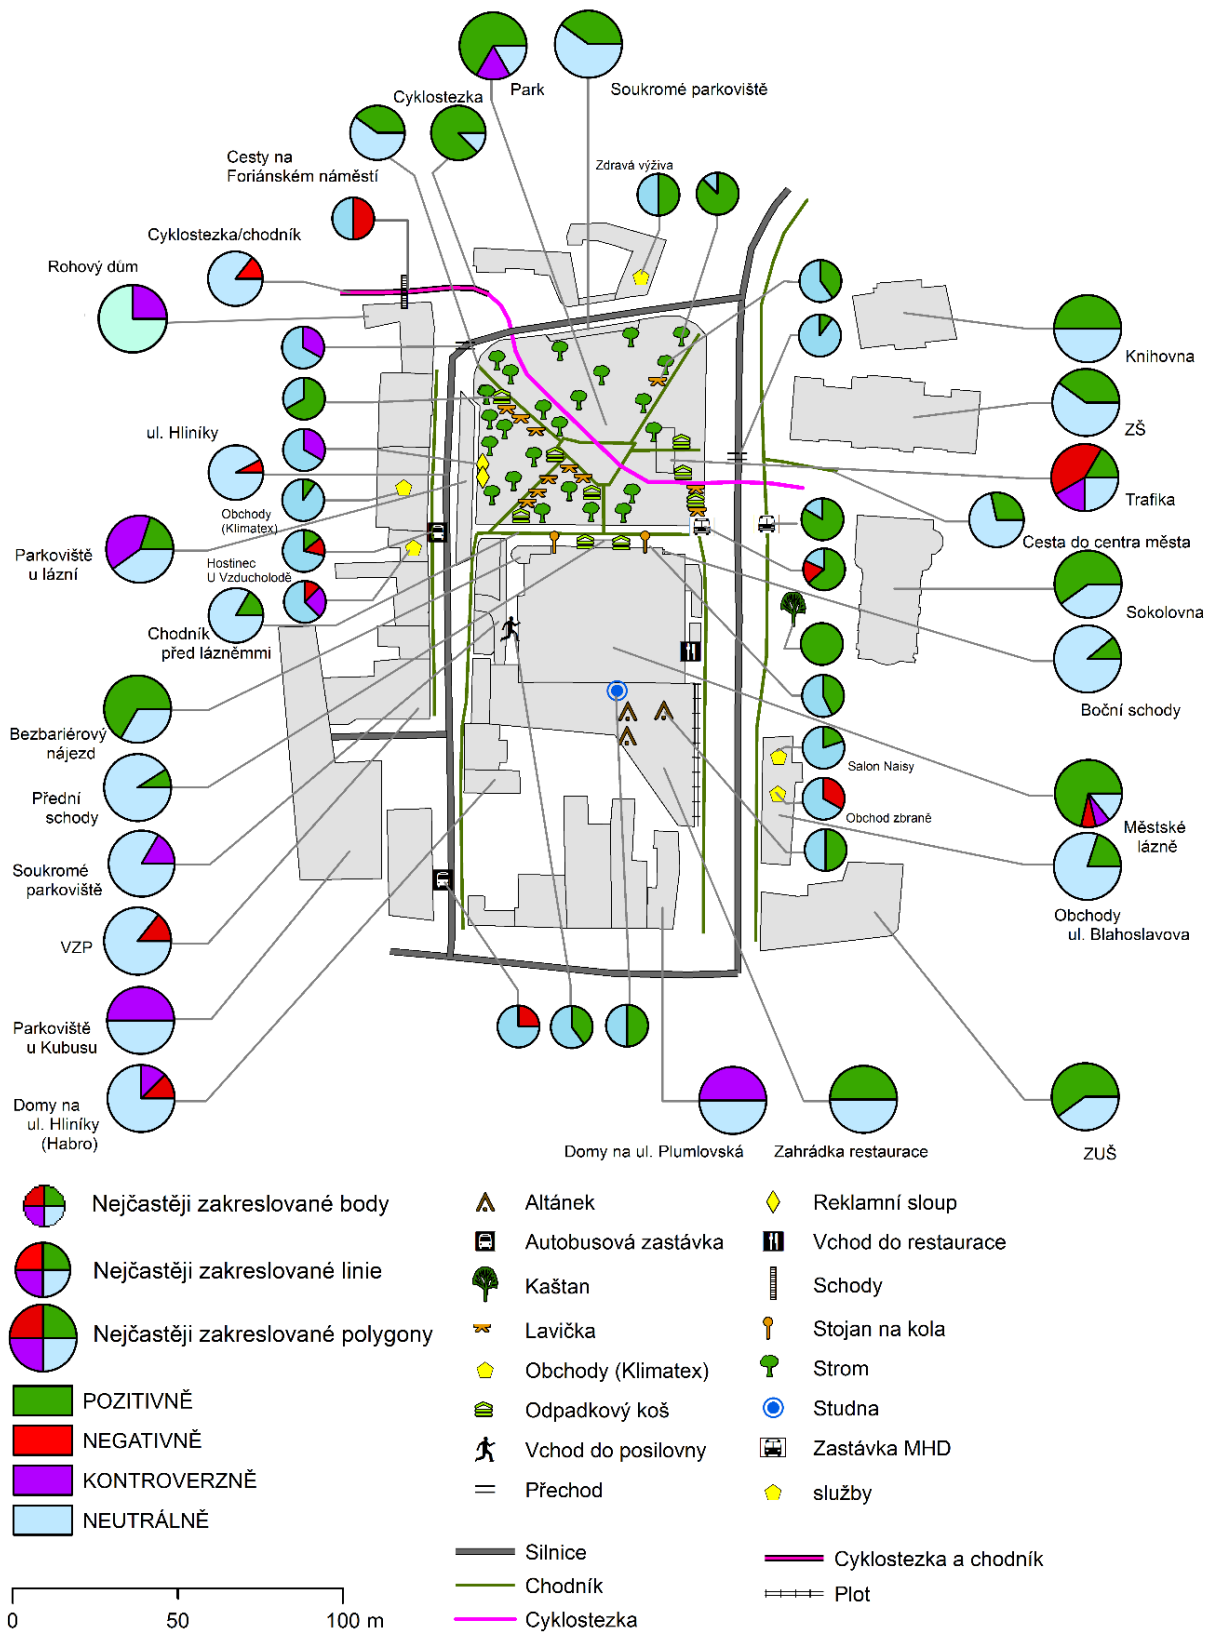 Park
Soukromé parkoviště
Cyklostezka
Cesty na
Foriánském náměstí
Zdravá výživa
Cyklostezka/chodník
Rohový dům
Knihovna
ZŠ
ul. Hliníky
Trafika
Obchody
(Klimatex)
Cesta do centra města
Parkoviště
u lázní
Hostinec
U Vzducholodě
Sokolovna
Chodník
před lázněmmi
Boční schody
Bezbariérový
nájezd
Salon Naisy
Přední
schody
Obchod zbraně
Městské
lázně
Soukromé
parkoviště
Obchody
ul. Blahoslavova
VZP
Parkoviště
u Kubusu
Domy na
ul. Hliníky
(Habro)
Domy na ul. Plumlovská
Zahrádka restaurace
ZUŠ
Nejčastěji zakreslované body
Nejčastěji zakreslované linie
Nejčastěji zakreslované polygony
POZITIVNĚ
NEGATIVNĚ
KONTROVERZNĚ
NEUTRÁLNĚ
Altánek
Autobusová zastávka
Kaštan
Lavička
Obchody (Klimatex)
Odpadkový koš
Vchod do posilovny
Přechod
Reklamní sloup
Vchod do restaurace
Schody
Stojan na kola
Strom
Studna
Zastávka MHD
služby
Silnice
Chodník
Cyklostezka
Cyklostezka a chodník
Plot
0 50 100 m